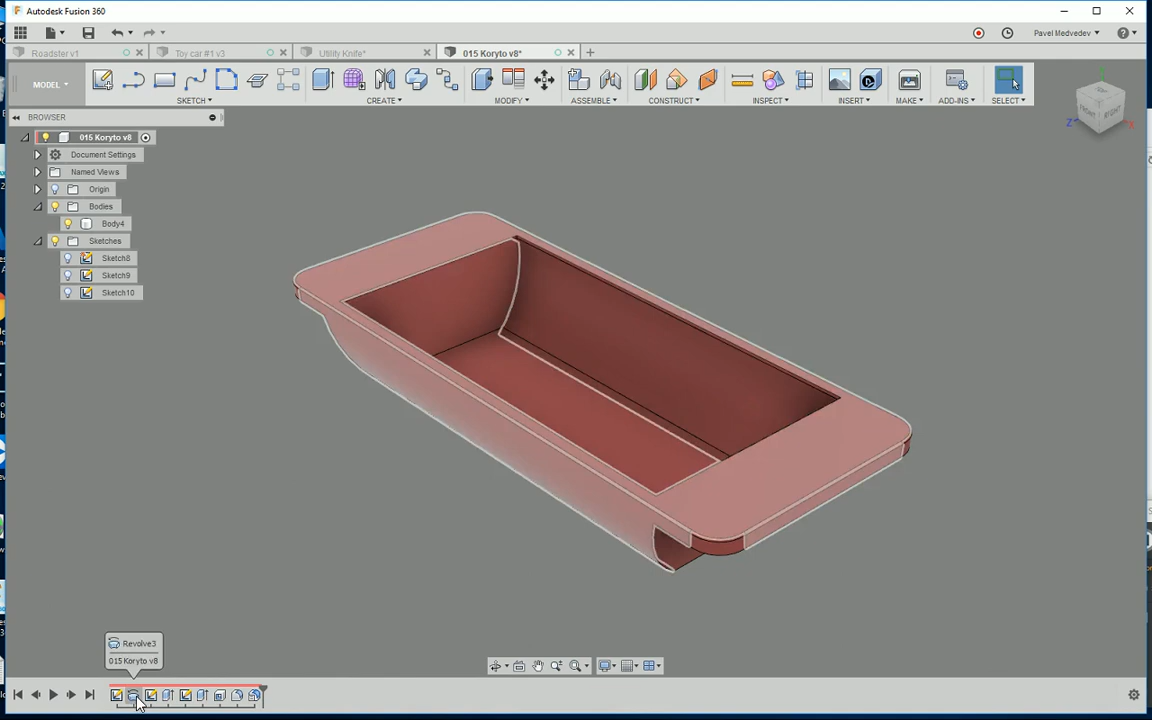 Autodesk Fusion 360
Pavel Medvedev
Roadster v1
Toy car #1 v3
Utility Knife*
015 Koryto v8*
MODEL
SKETCH
CREATE
MODIFY
ASSEMBLE
CONSTRUCT
INSPECT
INSERT
MAKE
ADD-INS
SELECT
BROWSER
015 Koryto v8
Document Settings
Named Views
Origin
Bodies
Body4
Sketches
Sketch8
Sketch9
Sketch10
FRONT
RIGHT
Z
X
Revolve3
015 Koryto v8